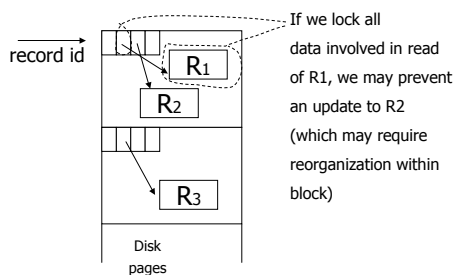 record id
R1
R2
R3
Disk
pages
If we lock all
data involved in read
of R1, we may prevent
an update to R2
(which may require
reorganization within
block)